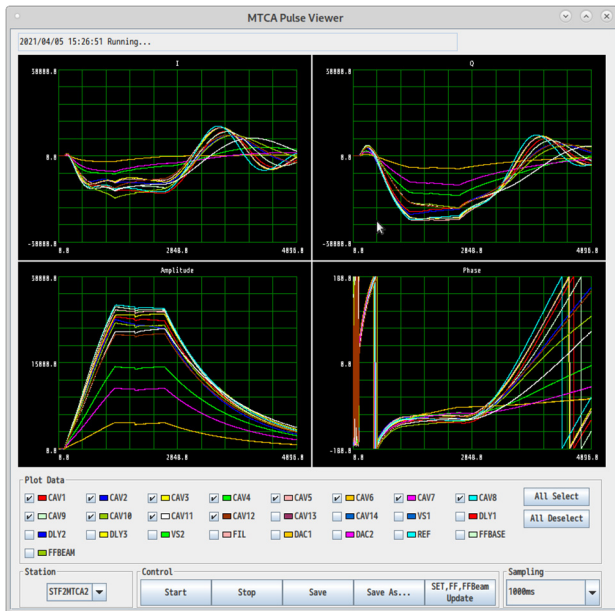 MTCA Pulse Viewer
2021/04/05 15:26:51 Running...
I
Q
50000.0
50000.0
0.0
0.0
-50000.0
-50000.0
0.0 2048.0 4096.0
0.0 2048.0 4096.0
Amplitude
Phase
30000.0
180.0
15000.0
0.0
0.0
-180.0
0.0 2048.0 4096.0
0.0 2048.0 4096.0
Plot Data
CAV1 CAV2 CAV3 CAV4 CAV5 CAV6 CAV7 CAV8 All Select
CAV9 CAV10 CAV11 CAV12 CAV13 CAV14 VS1 DLY1 All Deselect
DLY2 DLY3 VS2 FIL DAC1 DAC2 REF FFBASE
FFBEAM
Station Control Sampling
STF2MTCA2 Start Stop Save Save As... SET,FF,FFBeam Update 1000ms